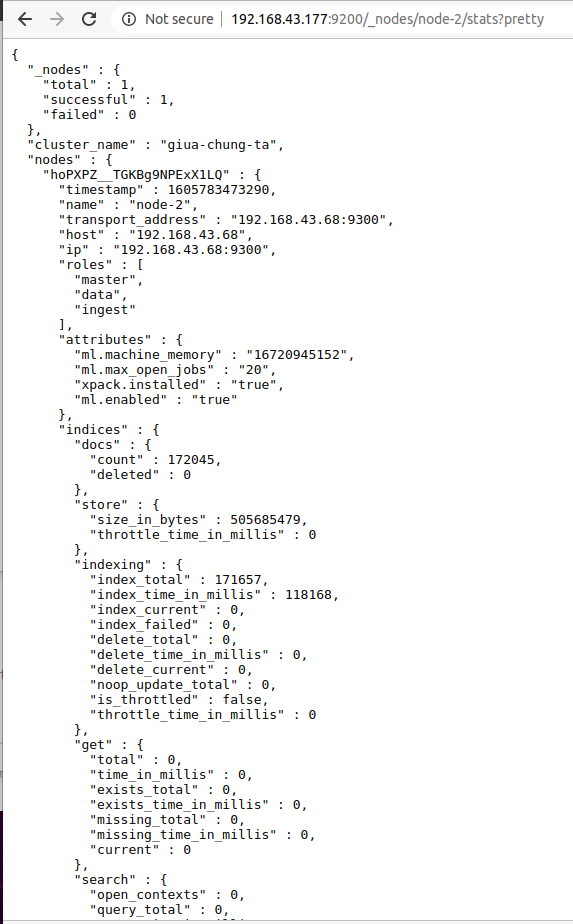 Not secure | 192.168.43.177:9200/_nodes/node-2/stats?pretty
{
  "_nodes" : {
    "total" : 1,
    "successful" : 1,
    "failed" : 0
  },
  "cluster_name" : "giua-chung-ta",
  "nodes" : {
    "hoPXPZ__TGKBg9NPExX1LQ" : {
      "timestamp" : 1605783473290,
      "name" : "node-2",
      "transport_address" : "192.168.43.68:9300",
      "host" : "192.168.43.68",
      "ip" : "192.168.43.68:9300",
      "roles" : [
        "master",
        "data",
        "ingest"
      ],
      "attributes" : {
        "ml.machine_memory" : "16720945152",
        "ml.max_open_jobs" : "20",
        "xpack.installed" : "true",
        "ml.enabled" : "true"
      },
      "indices" : {
        "docs" : {
          "count" : 172045,
          "deleted" : 0
        },
        "store" : {
          "size_in_bytes" : 505685479,
          "throttle_time_in_millis" : 0
        },
        "indexing" : {
          "index_total" : 171657,
          "index_time_in_millis" : 118168,
          "index_current" : 0,
          "index_failed" : 0,
          "delete_total" : 0,
          "delete_time_in_millis" : 0,
          "delete_current" : 0,
          "noop_update_total" : 0,
          "is_throttled" : false,
          "throttle_time_in_millis" : 0
        },
        "get" : {
          "total" : 0,
          "time_in_millis" : 0,
          "exists_total" : 0,
          "exists_time_in_millis" : 0,
          "missing_total" : 0,
          "missing_time_in_millis" : 0,
          "current" : 0
        },
        "search" : {
          "open_contexts" : 0,
          "query_total" : 0,